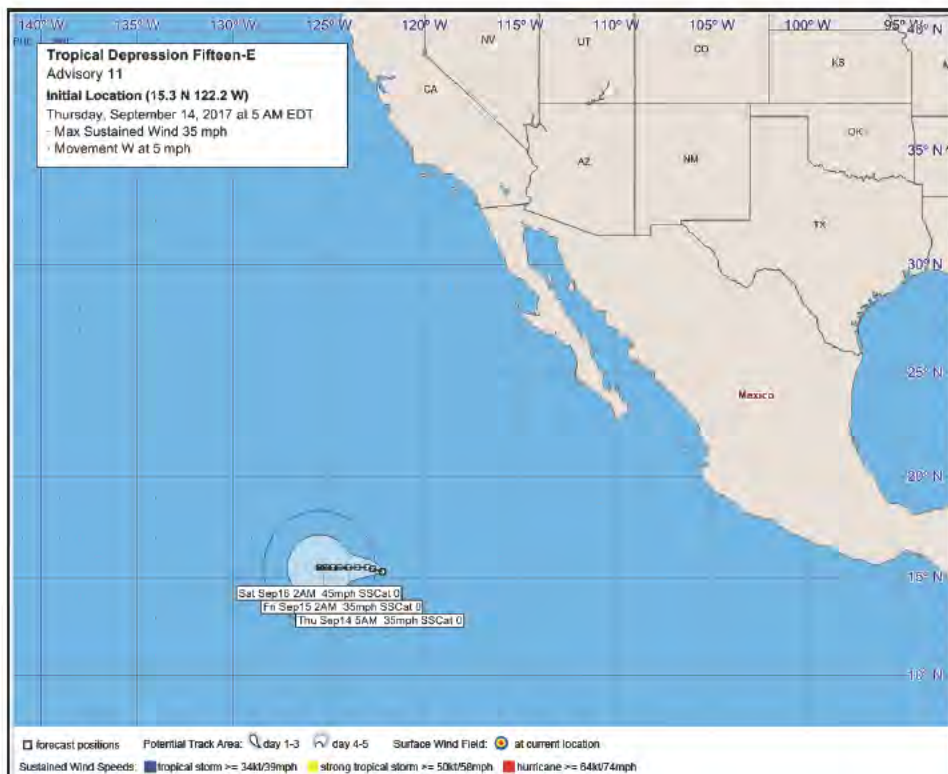 140° W 135° W 130° W 125° W 120° W 115° W 110° W 105° W 100° W 95° W
40° N
Tropical Depression Fifteen-E
Advisory 11
Initial Location (15.3 N 122.2 W)
Thursday, September 14, 2017 at 5 AM EDT
· Max Sustained Wind 35 mph
· Movement W at 5 mph
NV
UT
CO
KS
CA
OK
35° N
AZ
NM
TX
30° N
25° N
Mexico
20° N
15° N
Sat Sep16 2AM 45mph SSCat 0
Fri Sep15 2AM 35mph SSCat 0
Thu Sep14 5AM 35mph SSCat 0
10° N
forecast positions Potential Track Area: day 1-3 day 4-5 Surface Wind Field: at current location
Sustained Wind Speeds: tropical storm >= 34kt/39mph strong tropical storm >= 50kt/58mph hurricane >= 64kt/74mph